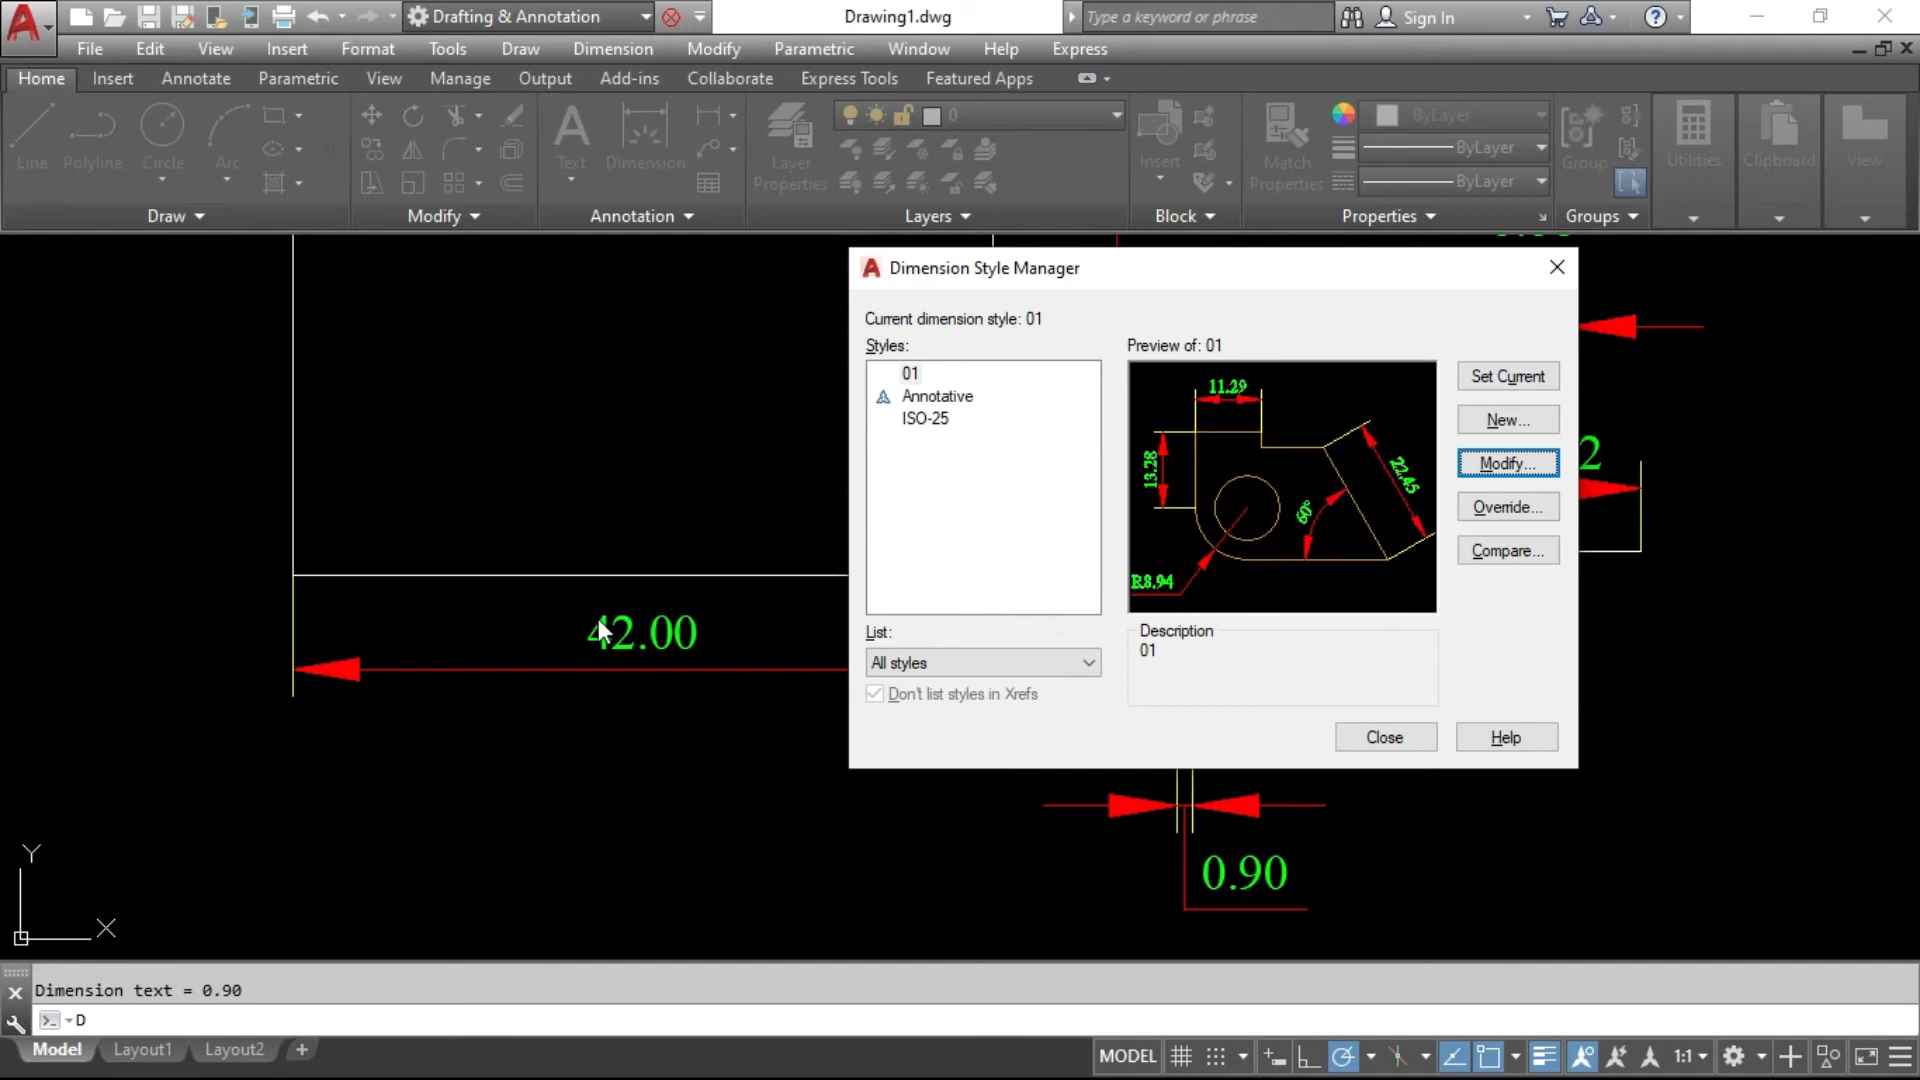 Drafting & Annotation
Drawing1.dwg
Type a keyword or phrase
Sign In
File Edit View Insert Format Tools Draw Dimension Modify Parametric Window Help Express
Home Insert Annotate Parametric View Manage Output Add-ins Collaborate Express Tools Featured Apps
Line Polyline Circle Arc
Text Dimension
Layer Properties
0
Insert
Match Properties
ByLayer
ByLayer
ByLayer
Group
Utilities
Clipboard
View
Draw Modify Annotation Layers Block Properties Groups
Dimension Style Manager
Current dimension style: 01
Styles:
01
Annotative
ISO-25
Preview of: 01
11.29
13.28
22.45
60°
R8.94
Set Current
New...
Modify...
Override...
Compare...
List:
All styles
Don't list styles in Xrefs
Description
01
Close
Help
42.00
2
0.90
Y
X
Dimension text = 0.90
D
Model Layout1 Layout2 +
MODEL
1:1